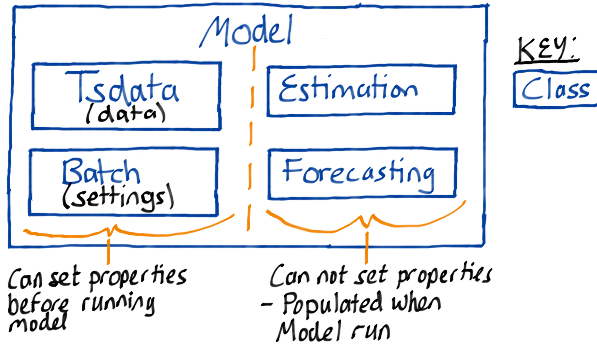 Model
Tsdata
(data)
Estimation
Batch
(settings)
Forecasting
KEY:
Class
Can set properties
before running
model
Can not set properties
- Populated when
Model run